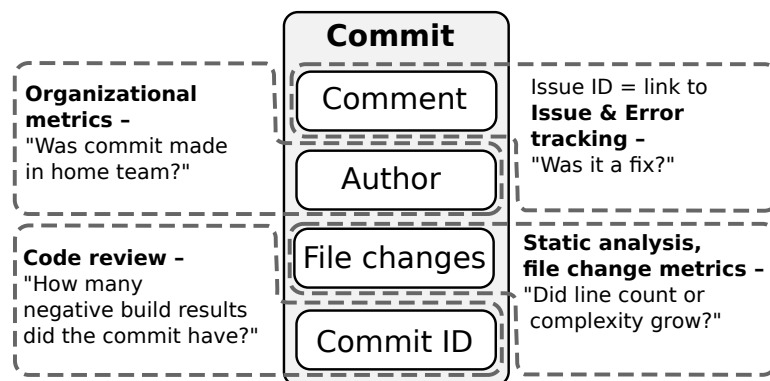 Commit
Organizational
metrics –
"Was commit made
in home team?"
Comment
Issue ID = link to
Issue & Error
tracking –
"Was it a fix?"
Author
Code review –
"How many
negative build results
did the commit have?"
File changes
Static analysis,
file change metrics –
"Did line count or
complexity grow?"
Commit ID